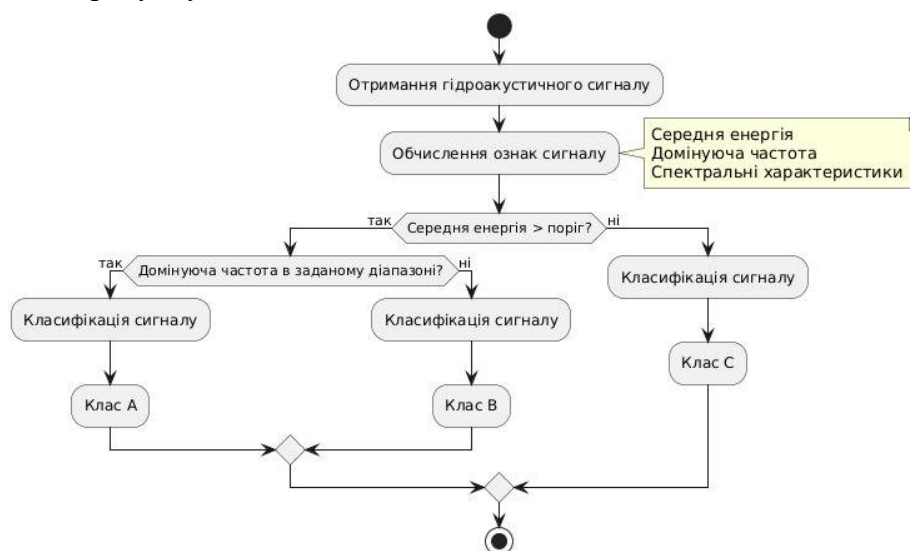 Отримання гідроакустичного сигналу
Обчислення ознак сигналу
Середня енергія
Домінуюча частота
Спектральні характеристики
так
Середня енергія > поріг?
ні
так
Домінуюча частота в заданому діапазоні?
ні
Класифікація сигналу
Класифікація сигналу
Класифікація сигналу
Клас C
Клас A
Клас B